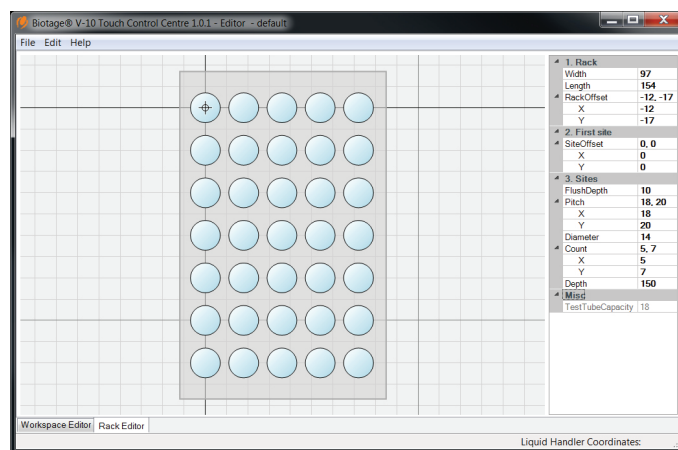 Biotage® V-10 Touch Control Centre 1.0.1 - Editor - default
File Edit Help
1. Rack
Width 97
Length 154
RackOffset -12, -17
X -12
Y -17
2. First site
SiteOffset 0, 0
X 0
Y 0
3. Sites
FlushDepth 10
Pitch 18, 20
X 18
Y 20
Diameter 14
Count 5, 7
X 5
Y 7
Depth 150
Misc
TestTubeCapacity 18
Workspace Editor Rack Editor
Liquid Handler Coordinates: